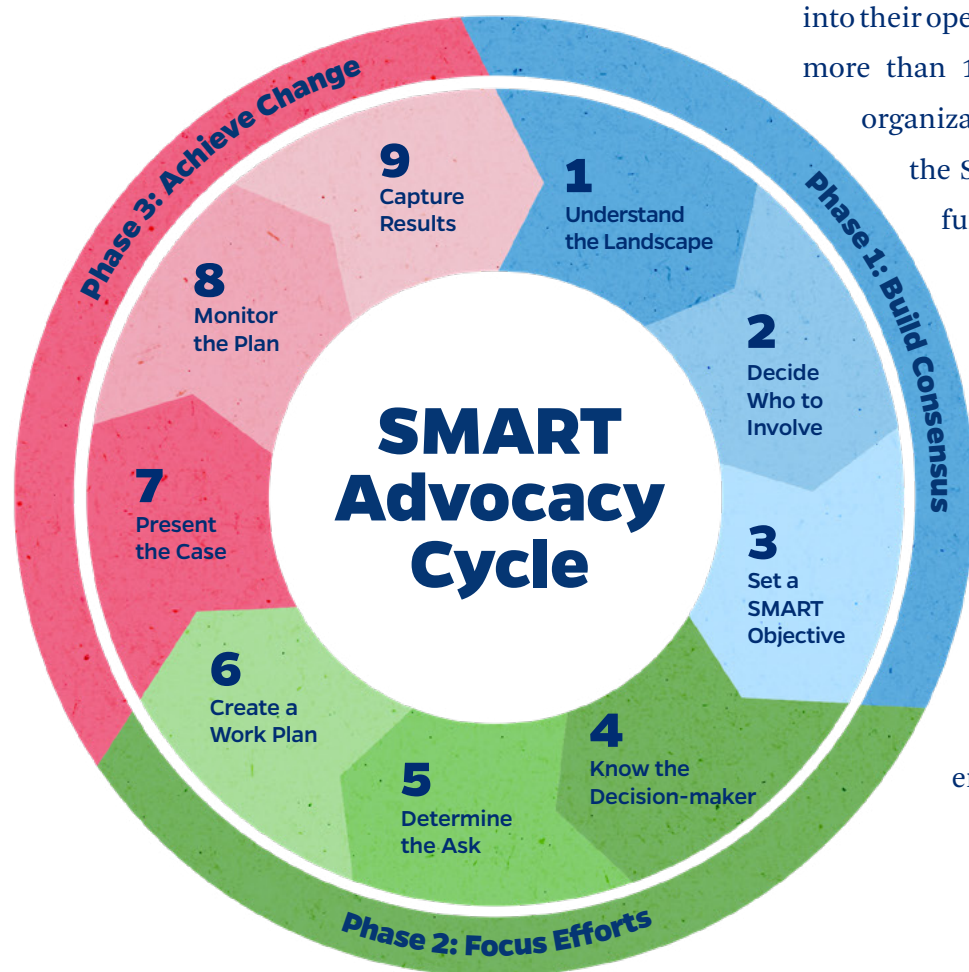 into their ope
more than 1
organiza
the S
fu
er
SMART
Advocacy
Cycle
Phase 1: Build Consensus
1
Understand
the Landscape
2
Decide
Who to
Involve
3
Set a
SMART
Objective
Phase 2: Focus Efforts
4
Know the
Decision-maker
5
Determine
the Ask
6
Create a
Work Plan
Phase 3: Achieve Change
7
Present
the Case
8
Monitor
the Plan
9
Capture
Results